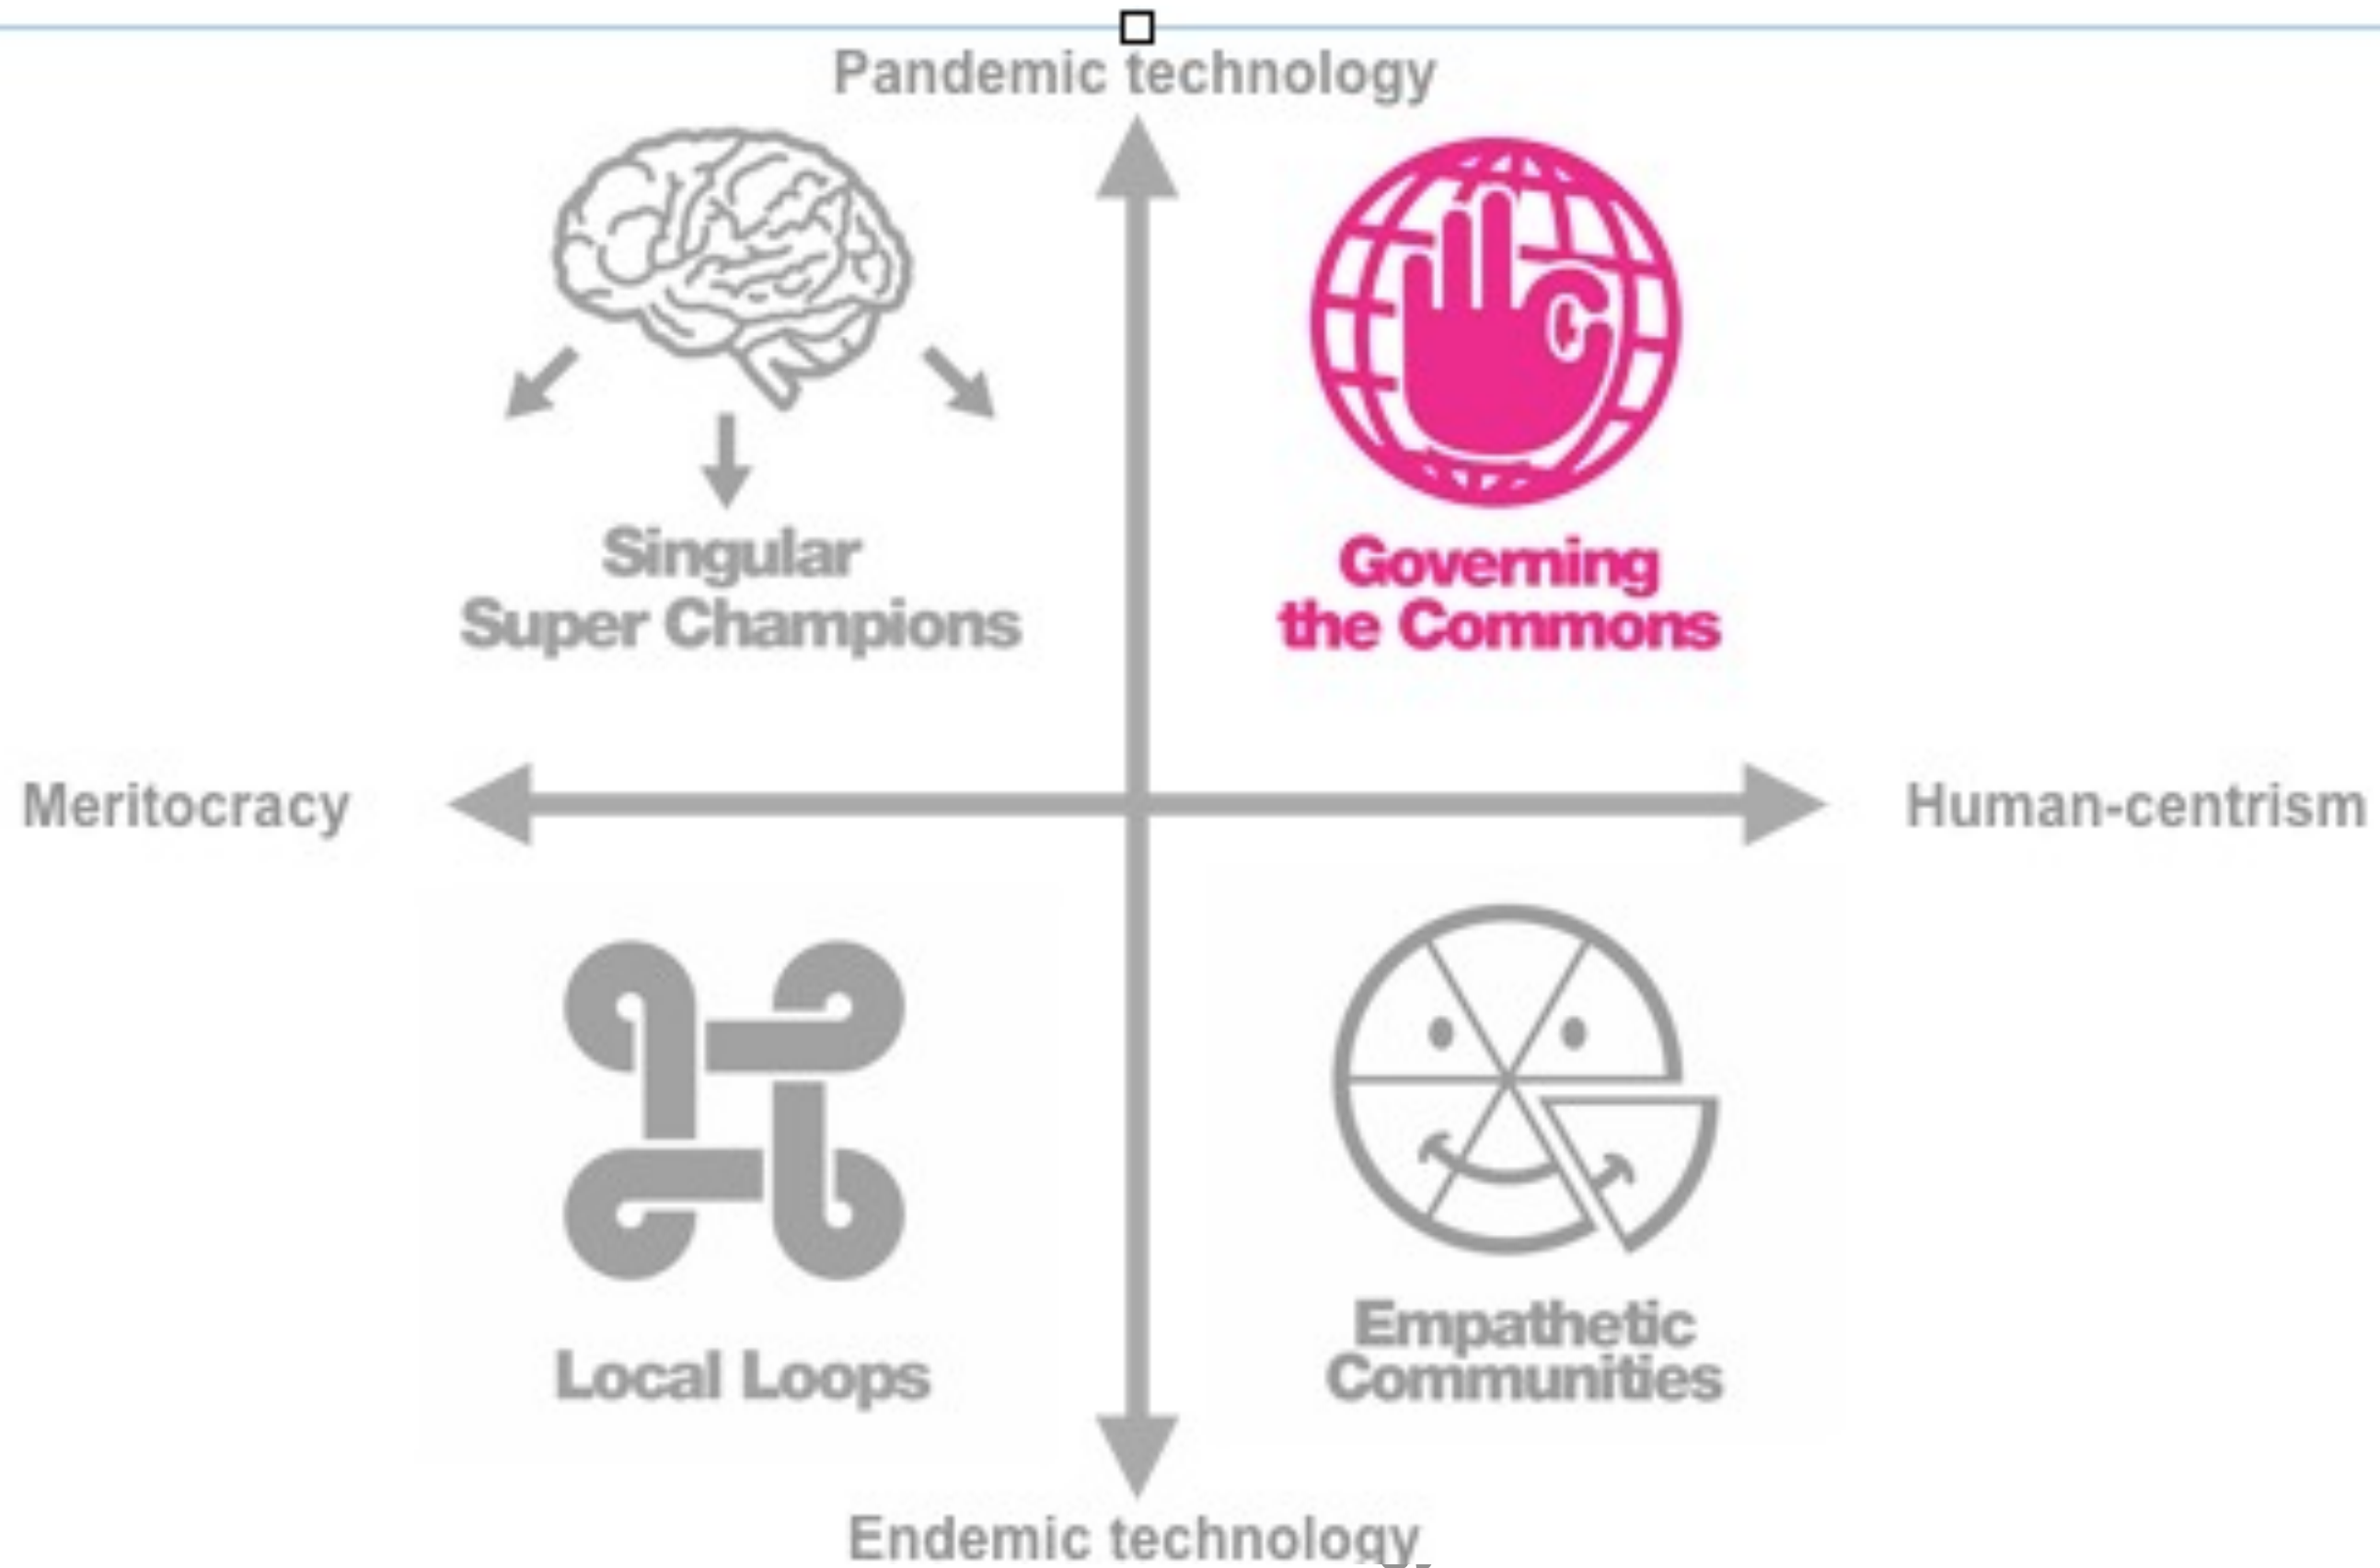 Pandemic technology
Singular
Super Champions
Governing
the Commons
Meritocracy
Human-centrism
Local Loops
Empathetic
Communities
Endemic technology